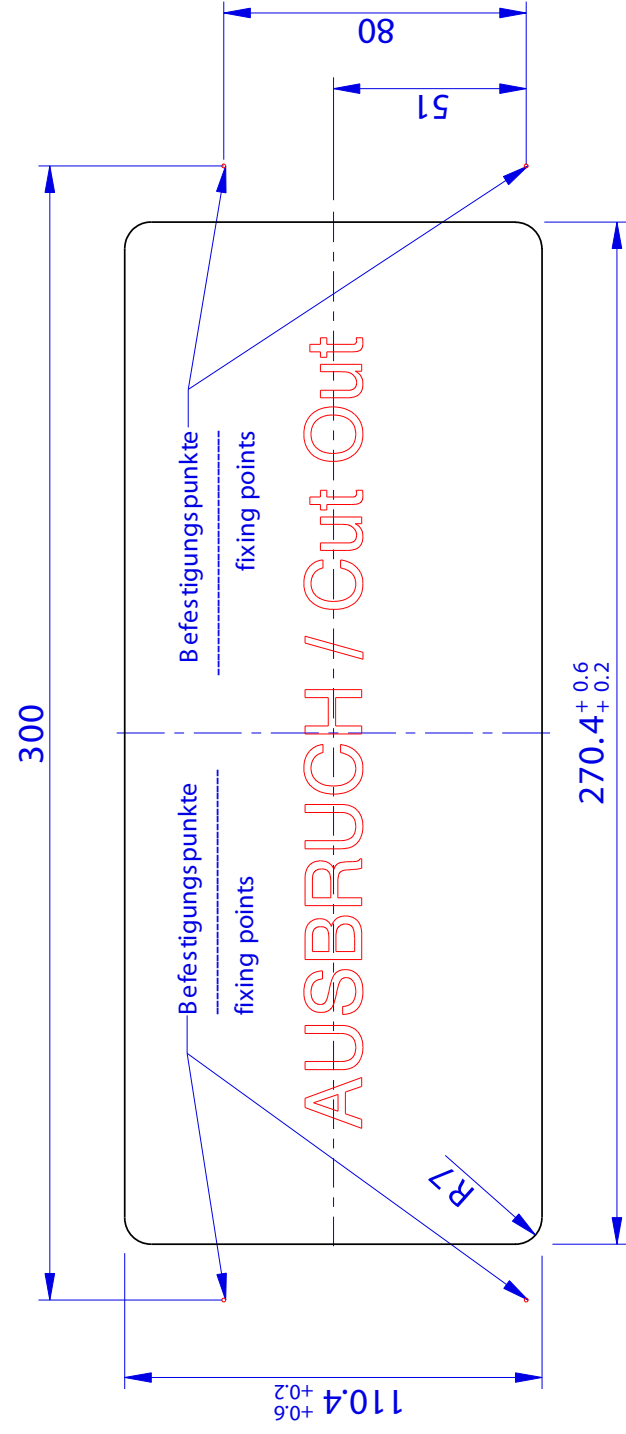 300
80
51
Befestigungspunkte
fixing points
Befestigungspunkte
fixing points
AUSBRUCH / Cut Out
R7
270.4 + 0.6
+ 0.2
110.4 +0.6
+0.2